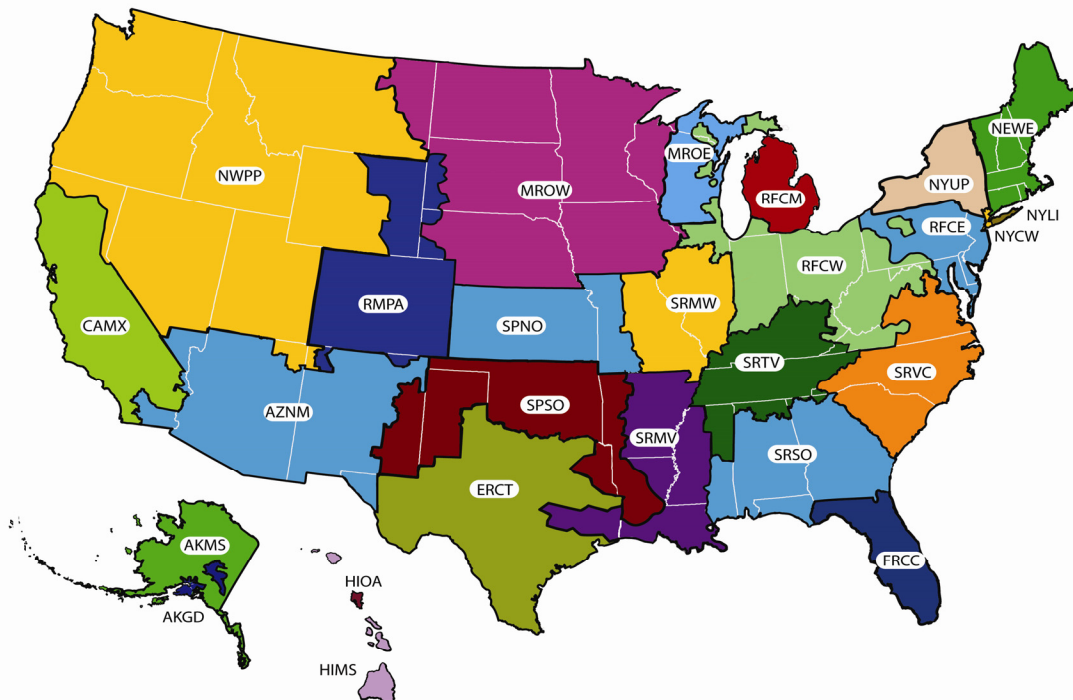 NEWE
MROE
NWPP
MROW
NYUP
RFCM
NYLI
RFCE
NYCW
RFCW
RMPA
SRMW
CAMX
SPNO
SRTV
SRVC
AZNM
SPSO
SRMV
SRSO
ERCT
AKMS
FRCC
HIOA
AKGD
HIMS